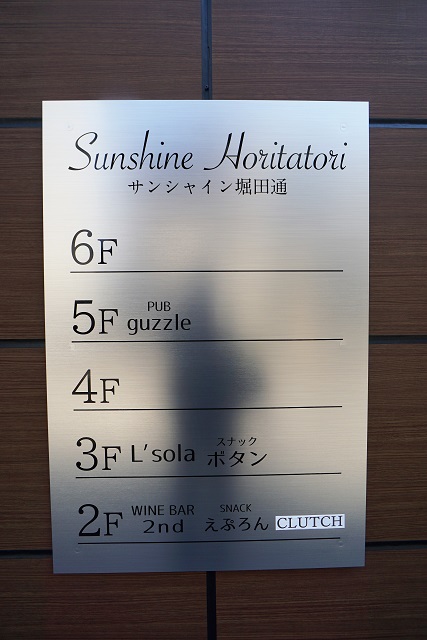 Sunshine Horitatori
サンシャイン堀田通
6F
PUB
5F guzzle
4F
スナック
3F L'sola ボタン
WINE BAR SNACK
2F 2nd えぷろん CLUTCH